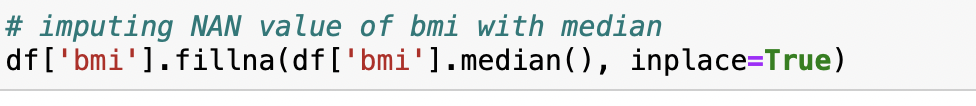 # imputing NAN value of bmi with median
df['bmi'].fillna(df['bmi'].median(), inplace=True)